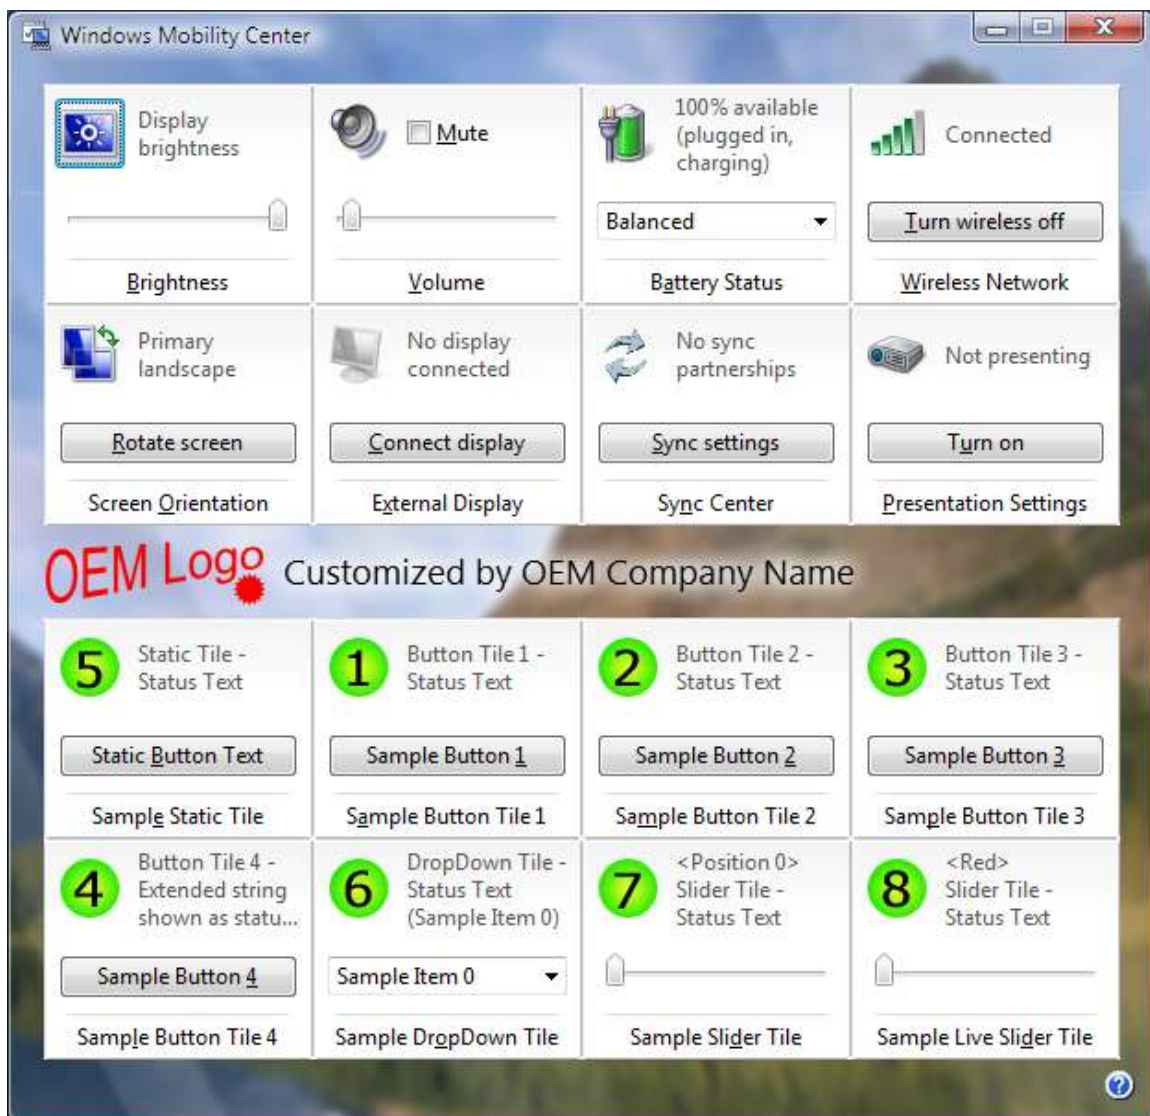 Windows Mobility Center
Display
brightness
Brightness
Mute
Volume
100% available
(plugged in,
charging)
Balanced
Battery Status
Connected
Turn wireless off
Wireless Network
Primary
landscape
Rotate screen
Screen Orientation
No display
connected
Connect display
External Display
No sync
partnerships
Sync settings
Sync Center
Not presenting
Turn on
Presentation Settings
OEM Logo
Customized by OEM Company Name
5
Static Tile -
Status Text
Static Button Text
Sample Static Tile
1
Button Tile 1 -
Status Text
Sample Button 1
Sample Button Tile 1
2
Button Tile 2 -
Status Text
Sample Button 2
Sample Button Tile 2
3
Button Tile 3 -
Status Text
Sample Button 3
Sample Button Tile 3
4
Button Tile 4 -
Extended string
shown as statu...
Sample Button 4
Sample Button Tile 4
6
DropDown Tile -
Status Text
(Sample Item 0)
Sample Item 0
Sample DropDown Tile
7
<Position 0>
Slider Tile -
Status Text
Sample Slider Tile
8
<Red>
Slider Tile -
Status Text
Sample Live Slider Tile
?